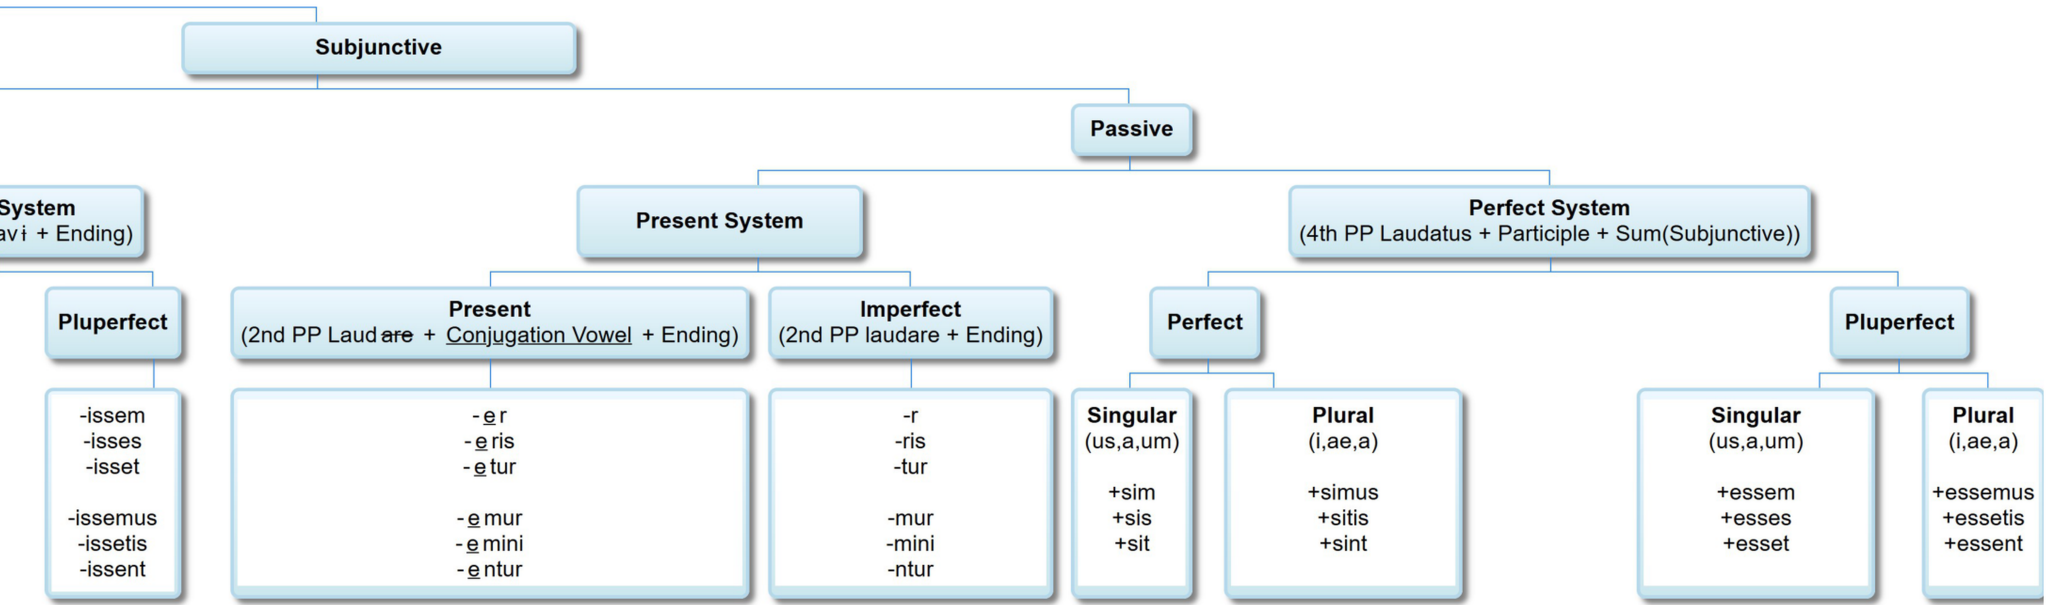 Subjunctive
Passive
System
avi + Ending)
Present System
Perfect System
(4th PP Laudatus + Participle + Sum(Subjunctive))
Pluperfect
Present
(2nd PP Laudare + Conjugation Vowel + Ending)
Imperfect
(2nd PP laudare + Ending)
Perfect
Pluperfect
-issem
-isses
-isset
-issemus
-issetis
-issent
-er
-eris
-etur
-emur
-emini
-entur
-r
-ris
-tur
-mur
-mini
-ntur
Singular
(us,a,um)
+sim
+sis
+sit
Plural
(i,ae,a)
+simus
+sitis
+sint
Singular
(us,a,um)
+essem
+esses
+esset
Plural
(i,ae,a)
+essemus
+essetis
+essent